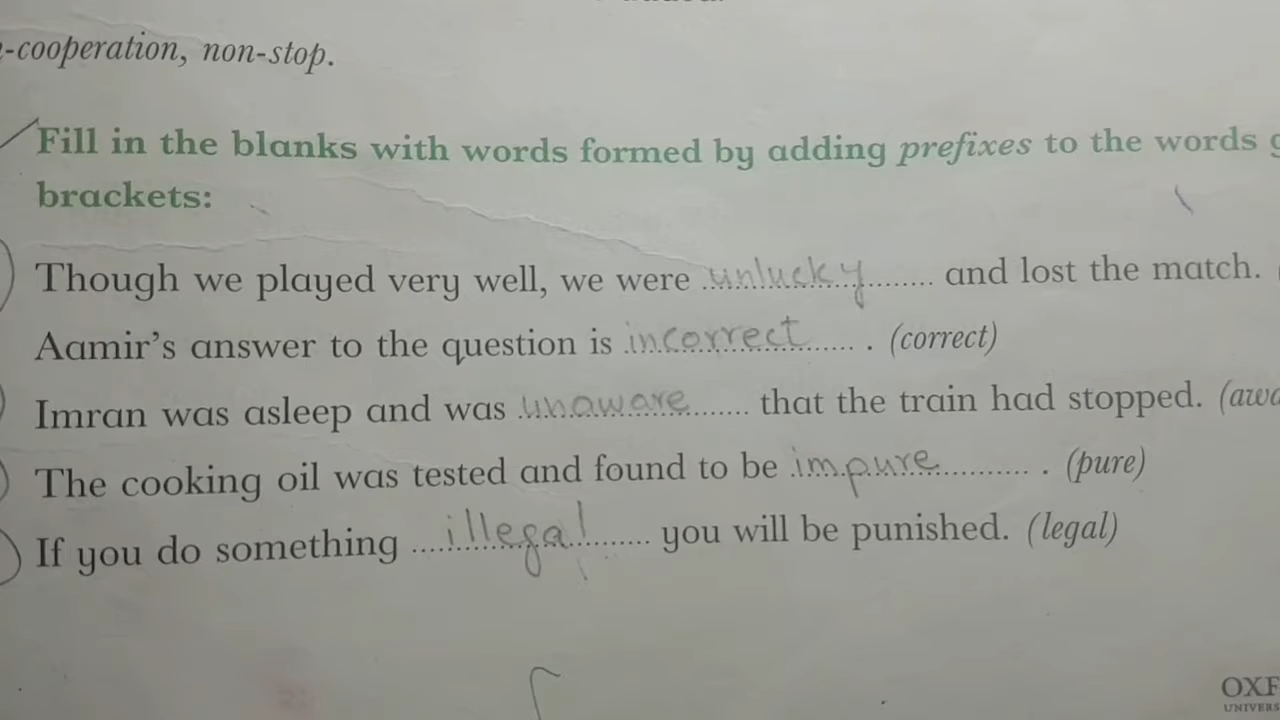 -cooperation, non-stop.
Fill in the blanks with words formed by adding prefixes to the words
brackets:
Though we played very well, we were unlucky and lost the match.
Aamir's answer to the question is incorrect. (correct)
Imran was asleep and was unaware that the train had stopped. (awa
The cooking oil was tested and found to be impure. (pure)
If you do something illegal you will be punished. (legal)
OXF
UNIVERS